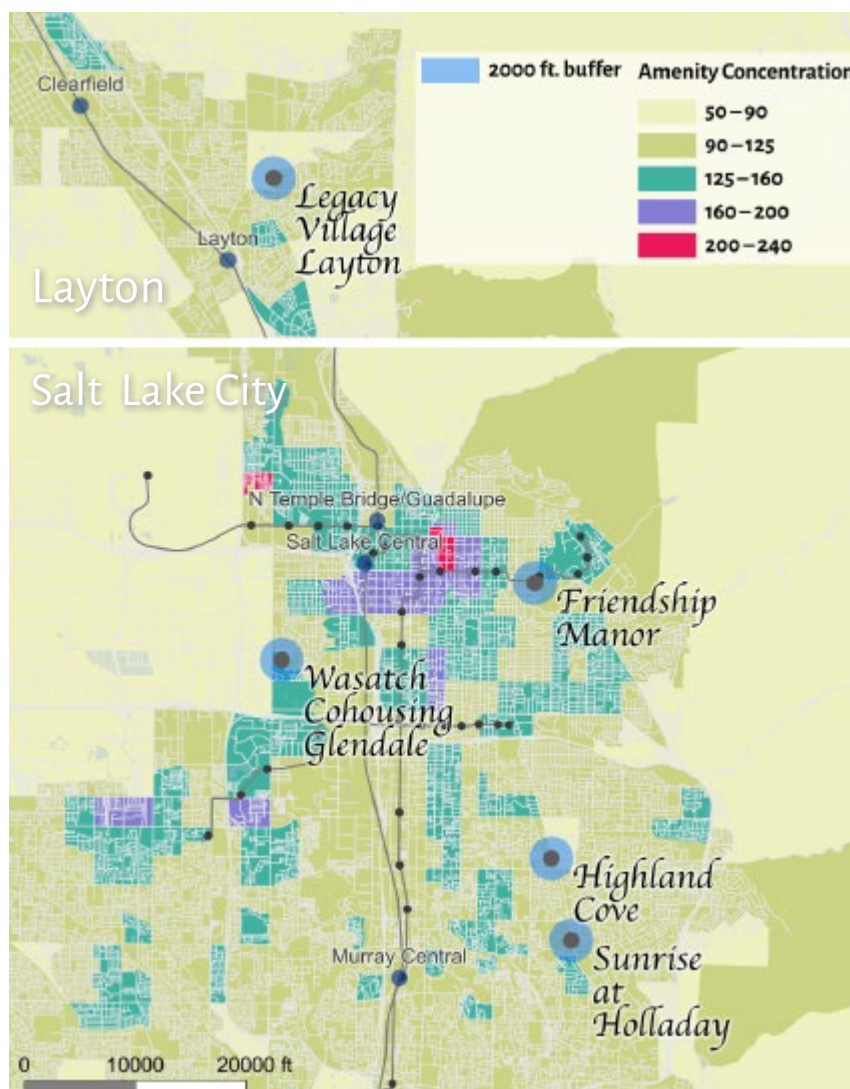 Clearfield
2000 ft. buffer
Amenity Concentration
50–90
90–125
125–160
160–200
200–240
Legacy
Village
Layton
Layton
Layton
Salt Lake City
N Temple Bridge/Guadalupe
Salt Lake Central
Friendship
Manor
Wasatch
Cohousing
Glendale
Highland
Cove
Murray Central
Sunrise
at
Holladay
0 10000 20000 ft